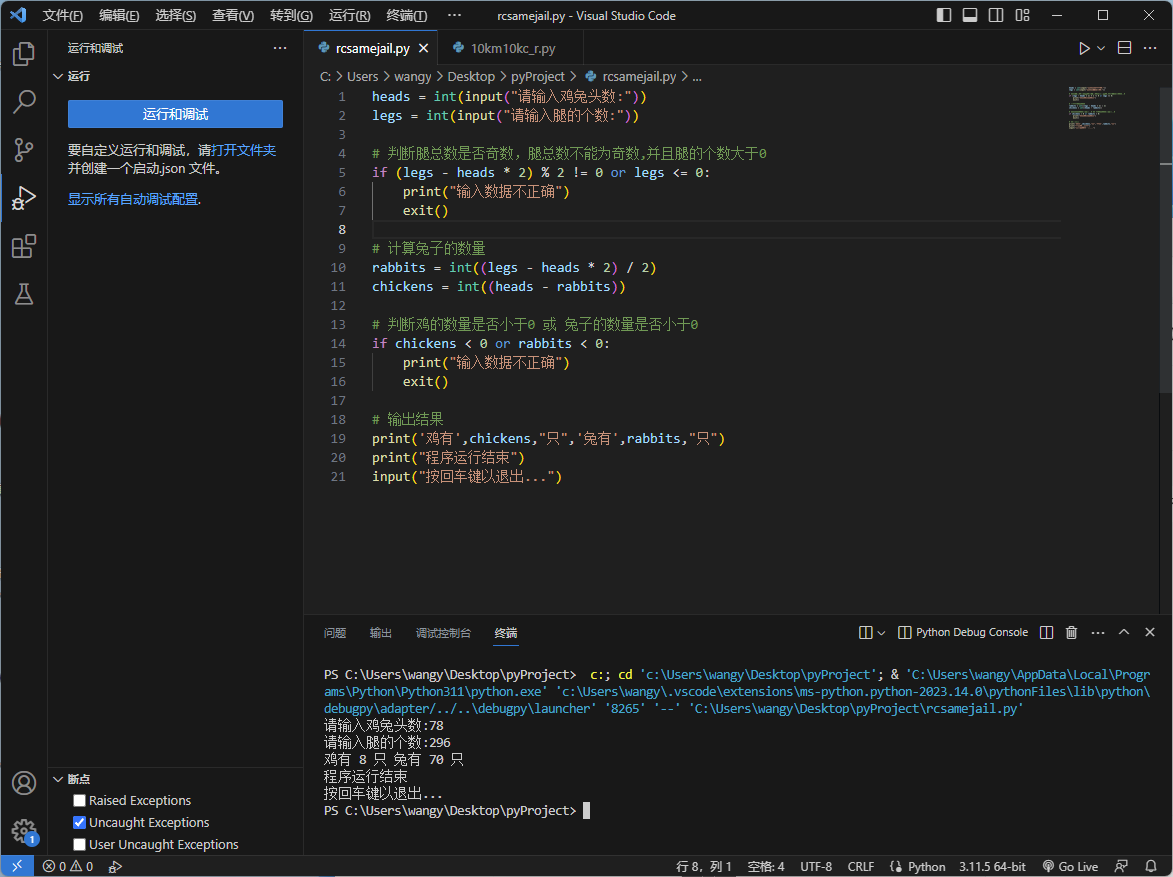 文件(F) 编辑(E) 选择(S) 查看(V) 转到(G) 运行(R) 终端(T) ··· rcsamejail.py - Visual Studio Code
运行和调试 ···
运行
运行和调试
要自定义运行和调试，请打开文件夹
并创建一个启动.json 文件。
显示所有自动调试配置.
断点
Raised Exceptions
Uncaught Exceptions
User Uncaught Exceptions
1
rcsamejail.py 10km10kc_r.py
C: > Users > wangy > Desktop > pyProject > rcsamejail.py > ...
1 heads = int(input("请输入鸡兔头数:"))
2 legs = int(input("请输入腿的个数:"))
3
4 # 判断腿总数是否奇数, 腿总数不能为奇数,并且腿的个数大于0
5 if (legs - heads * 2) % 2 != 0 or legs <= 0:
6 print("输入数据不正确")
7 exit()
8
9 # 计算兔子的数量
10 rabbits = int((legs - heads * 2) / 2)
11 chickens = int((heads - rabbits))
12
13 # 判断鸡的数量是否小于0 或 兔子的数量是否小于0
14 if chickens < 0 or rabbits < 0:
15 print("输入数据不正确")
16 exit()
17
18 # 输出结果
19 print('鸡有',chickens,"只",'兔有',rabbits,"只")
20 print("程序运行结束")
21 input("按回车键以退出...")
问题 输出 调试控制台 终端 Python Debug Console ···
PS C:\Users\wangy\Desktop\pyProject> c:; cd 'c:\Users\wangy\Desktop\pyProject'; & 'C:\Users\wangy\AppData\Local\Progr
ams\Python\Python311\python.exe' 'c:\Users\wangy\.vscode\extensions\ms-python.python-2023.14.0\pythonFiles\lib\python\
debugpy\adapter/../..\debugpy\launcher' '8265' '--' 'C:\Users\wangy\Desktop\pyProject\rcsamejail.py'
请输入鸡兔头数:78
请输入腿的个数:296
鸡有 8 只 兔有 70 只
程序运行结束
按回车键以退出...
PS C:\Users\wangy\Desktop\pyProject>
0 0 行 8，列 1 空格: 4 UTF-8 CRLF Python 3.11.5 64-bit Go Live